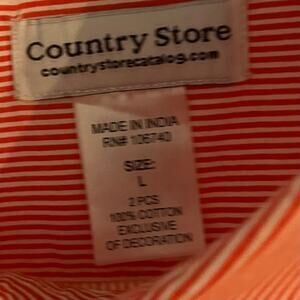 Country Store
countrystorecatalog.com
MADE IN INDIA
RN# 106740
SIZE:
L
2 PCS
100% COTTON
EXCLUSIVE
OF DECORATION